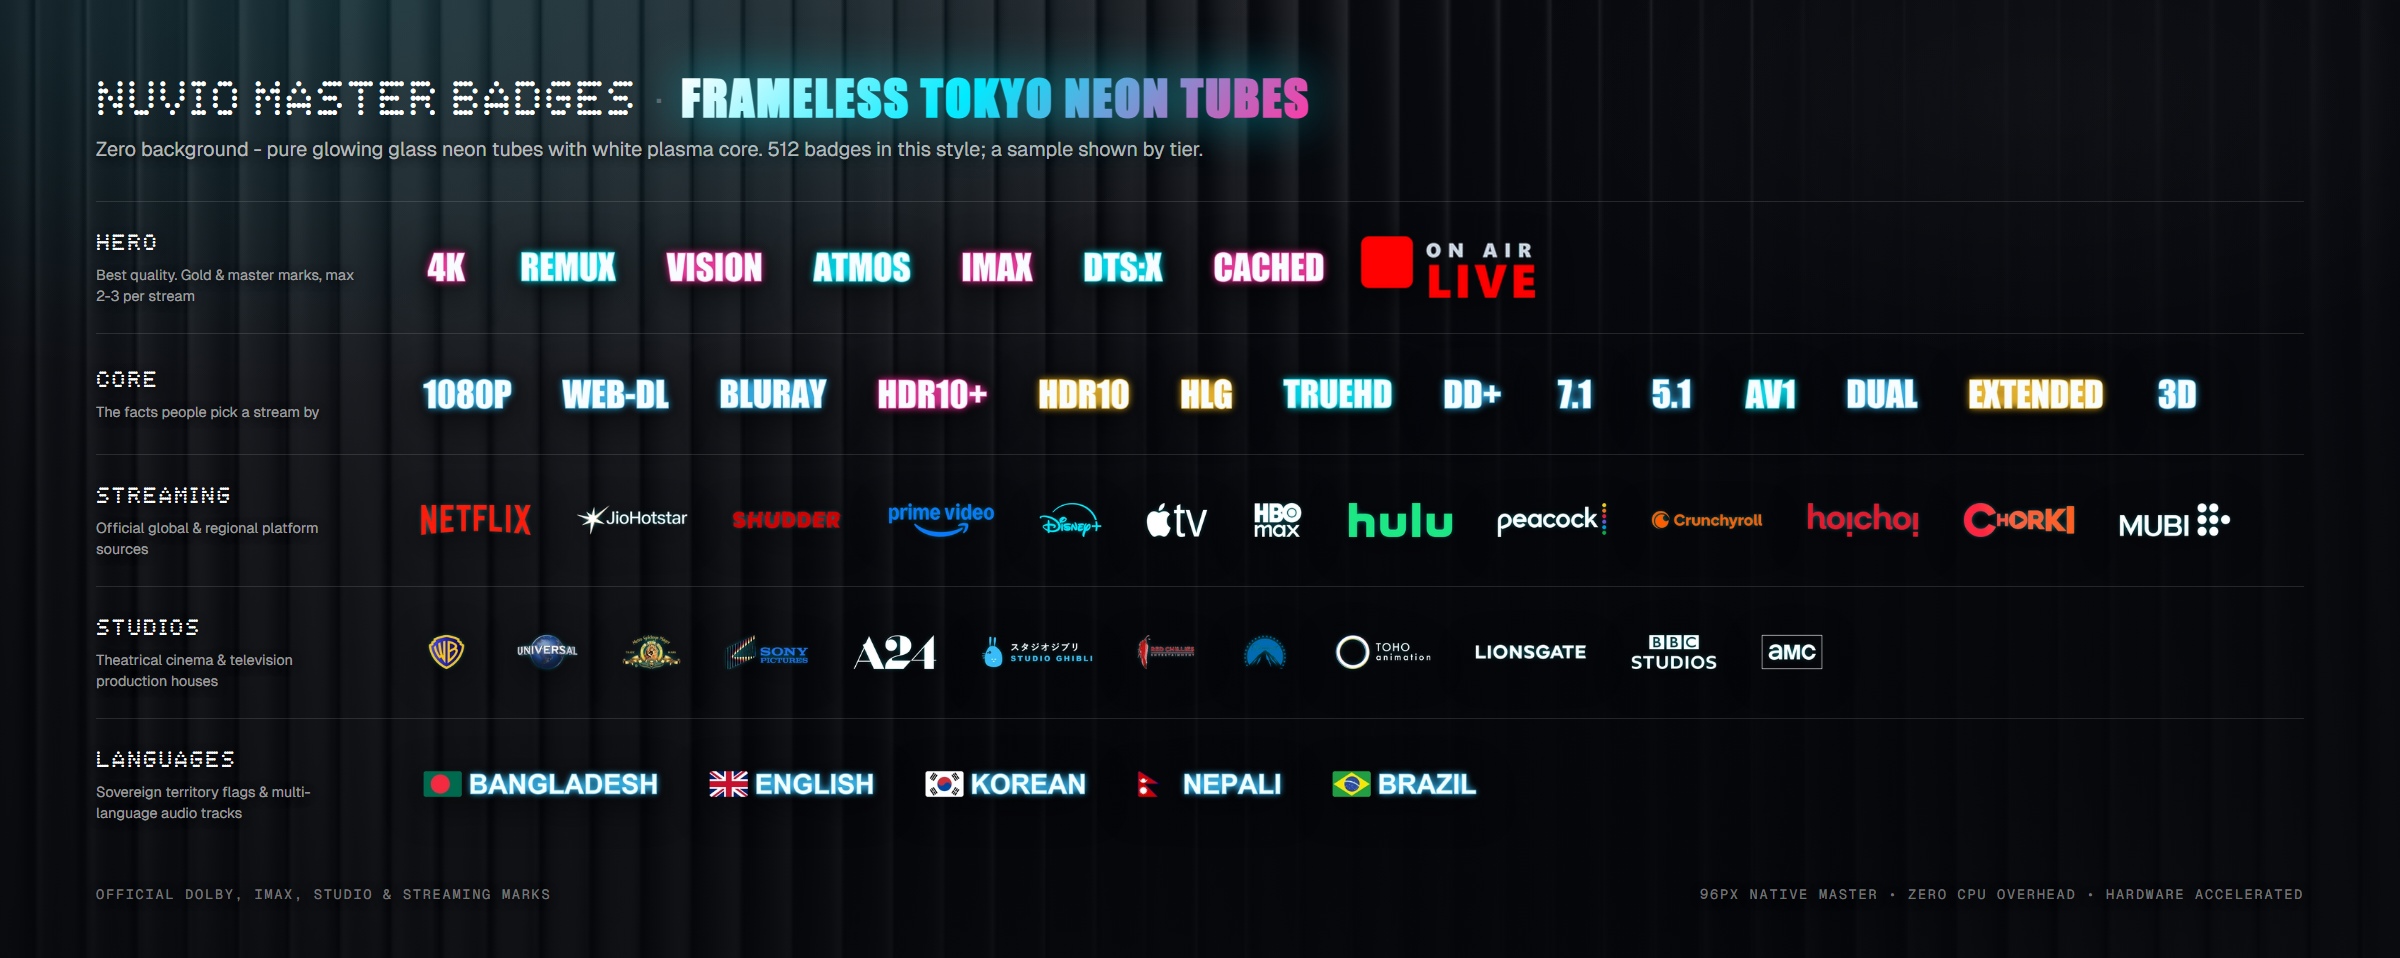 NUVIO MASTER BADGES · FRAMELESS TOKYO NEON TUBES
Zero background - pure glowing glass neon tubes with white plasma core. 512 badges in this style; a sample shown by tier.
HERO
Best quality. Gold & master marks, max
2-3 per stream
4K REMUX VISION ATMOS IMAX DTS:X CACHED ON AIR
LIVE
CORE
The facts people pick a stream by
1080P WEB-DL BLURAY HDR10+ HDR10 HLG TRUEHD DD+ 7.1 5.1 AV1 DUAL EXTENDED 3D
STREAMING
Official global & regional platform
sources
NETFLIX JioHotstar SHUDDER prime video Disney+ tv HBO max hulu peacock Crunchyroll hoichoi CHORKI MUBI
STUDIOS
Theatrical cinema & television
production houses
WB UNIVERSAL SONY PICTURES A24 スタジオジブリ STUDIO GHIBLI RED CHILLIES ENTERTAINMENT TOHO animation LIONSGATE BBC STUDIOS aMC
LANGUAGES
Sovereign territory flags & multi-
language audio tracks
BANGLADESH ENGLISH KOREAN NEPALI BRAZIL
OFFICIAL DOLBY, IMAX, STUDIO & STREAMING MARKS
96PX NATIVE MASTER • ZERO CPU OVERHEAD • HARDWARE ACCELERATED